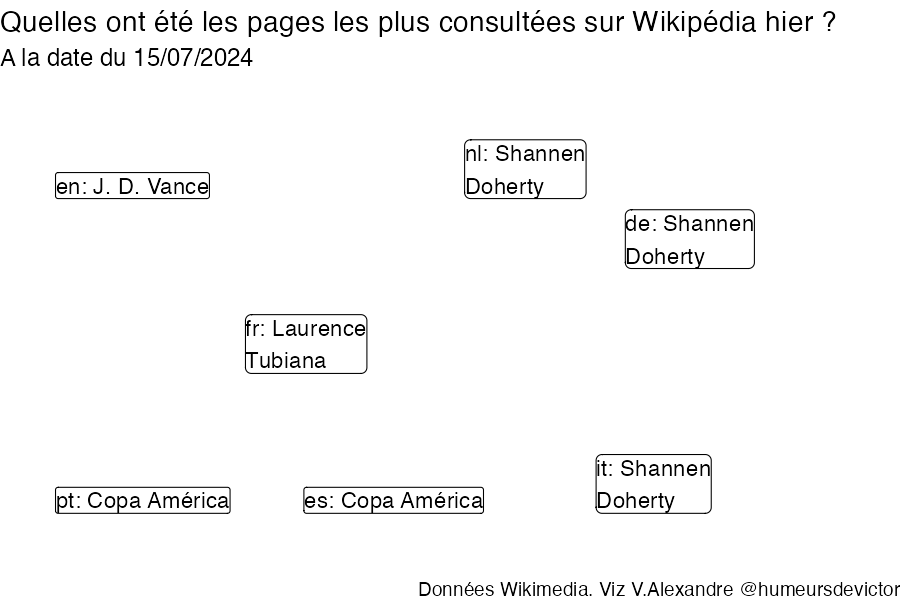 Quelles ont été les pages les plus consultées sur Wikipédia hier ?
A la date du 15/07/2024
nl: Shannen
Doherty
en: J. D. Vance
de: Shannen
Doherty
fr: Laurence
Tubiana
it: Shannen
Doherty
pt: Copa América
es: Copa América
Données Wikimedia. Viz V.Alexandre @humeursdevictor